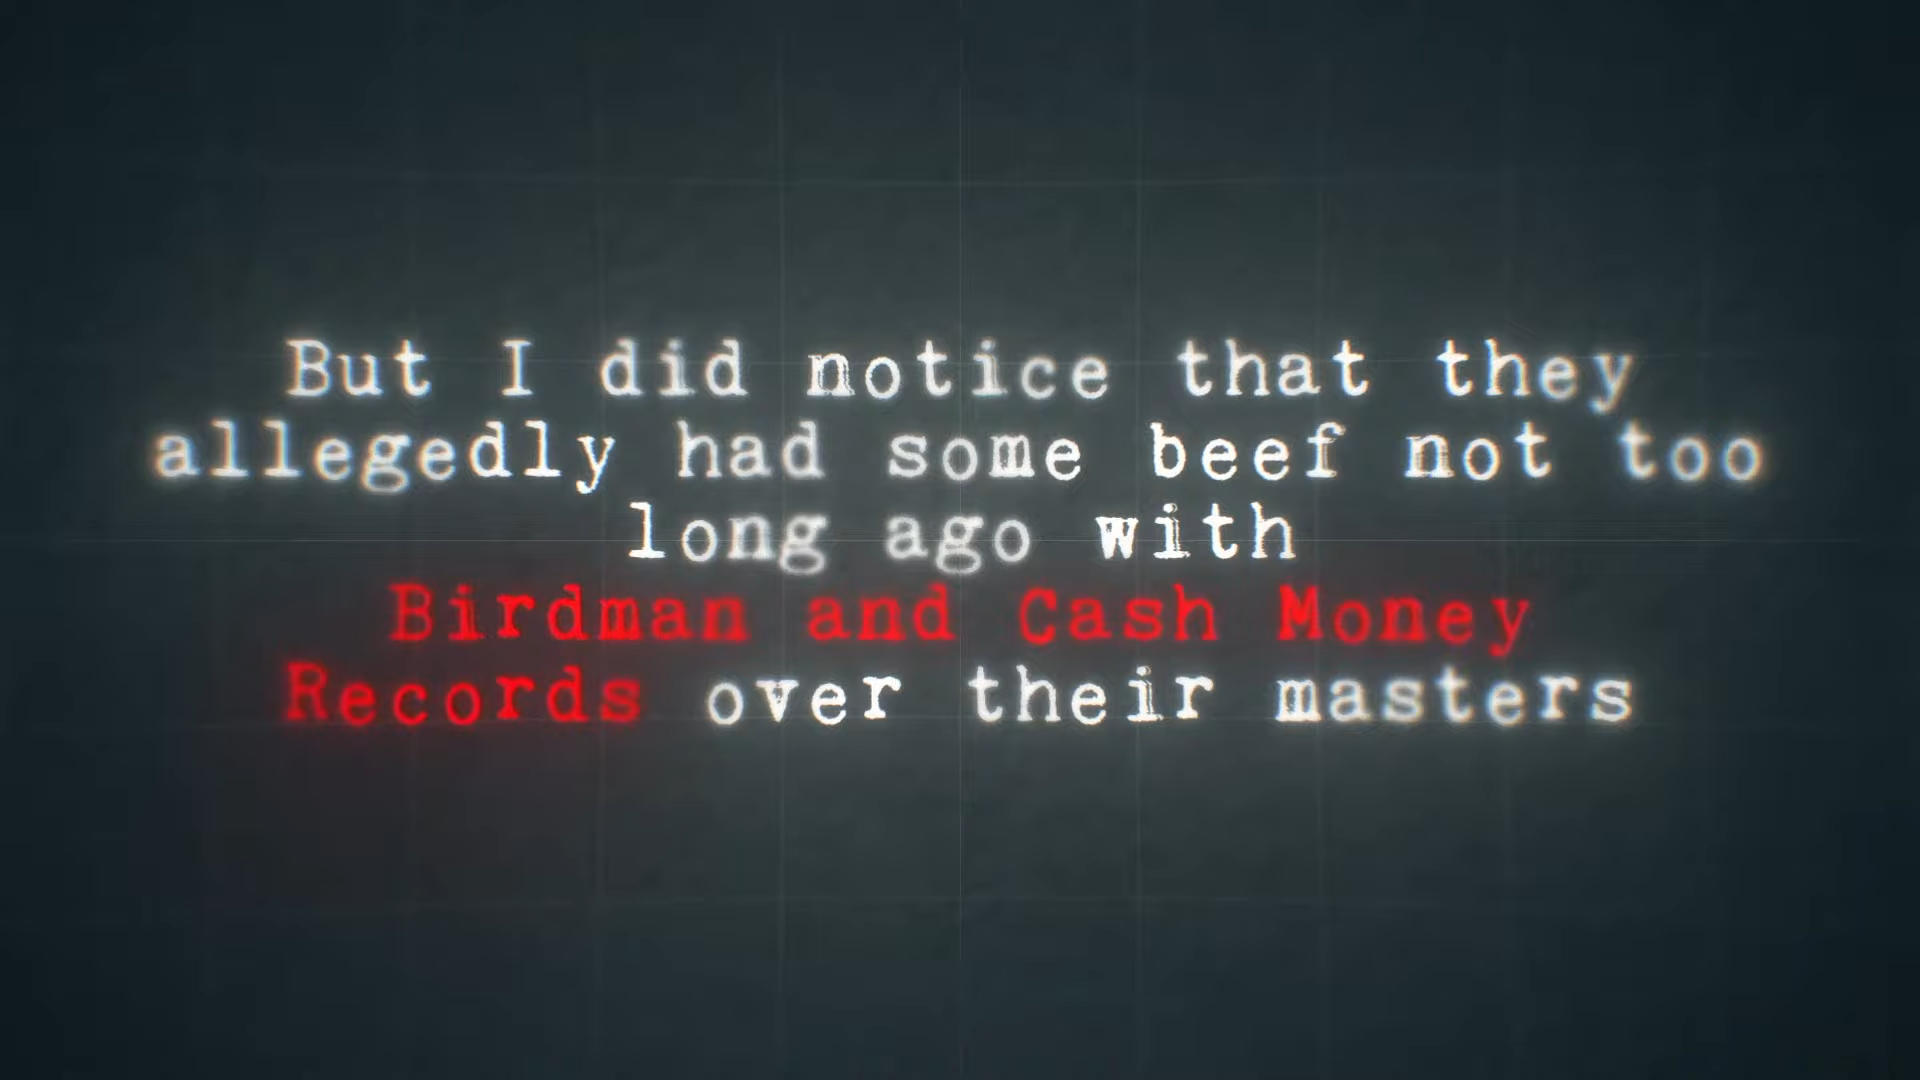 But I did notice that they
allegedly had some beef not too
long ago with
Birdman and Cash Money
Records over their masters